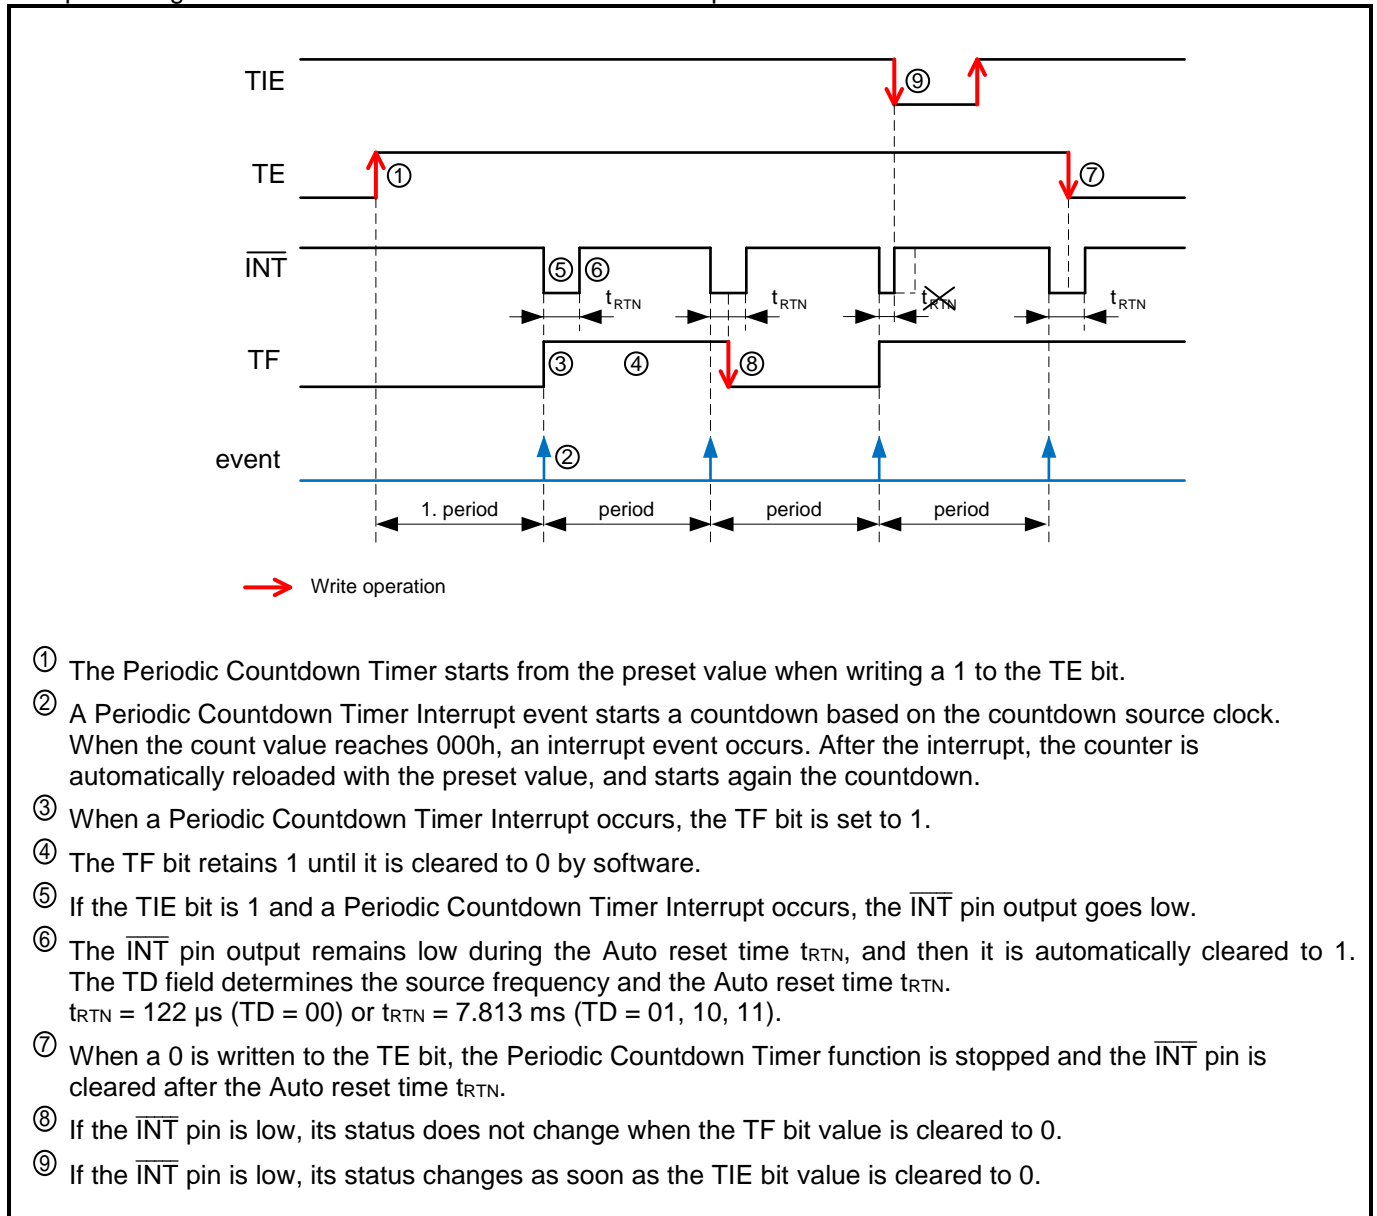 TIE
⑨
TE
①
⑦
INT
⑤ ⑥
tRTN
tRTN
tRTN
tRTN
TF
③ ④ ⑧
event
②
1. period period period period
Write operation
① The Periodic Countdown Timer starts from the preset value when writing a 1 to the TE bit.
② A Periodic Countdown Timer Interrupt event starts a countdown based on the countdown source clock.
When the count value reaches 000h, an interrupt event occurs. After the interrupt, the counter is
automatically reloaded with the preset value, and starts again the countdown.
③ When a Periodic Countdown Timer Interrupt occurs, the TF bit is set to 1.
④ The TF bit retains 1 until it is cleared to 0 by software.
⑤ If the TIE bit is 1 and a Periodic Countdown Timer Interrupt occurs, the INT pin output goes low.
⑥ The INT pin output remains low during the Auto reset time tRTN, and then it is automatically cleared to 1.
The TD field determines the source frequency and the Auto reset time tRTN.
tRTN = 122 µs (TD = 00) or tRTN = 7.813 ms (TD = 01, 10, 11).
⑦ When a 0 is written to the TE bit, the Periodic Countdown Timer function is stopped and the INT pin is
cleared after the Auto reset time tRTN.
⑧ If the INT pin is low, its status does not change when the TF bit value is cleared to 0.
⑨ If the INT pin is low, its status changes as soon as the TIE bit value is cleared to 0.